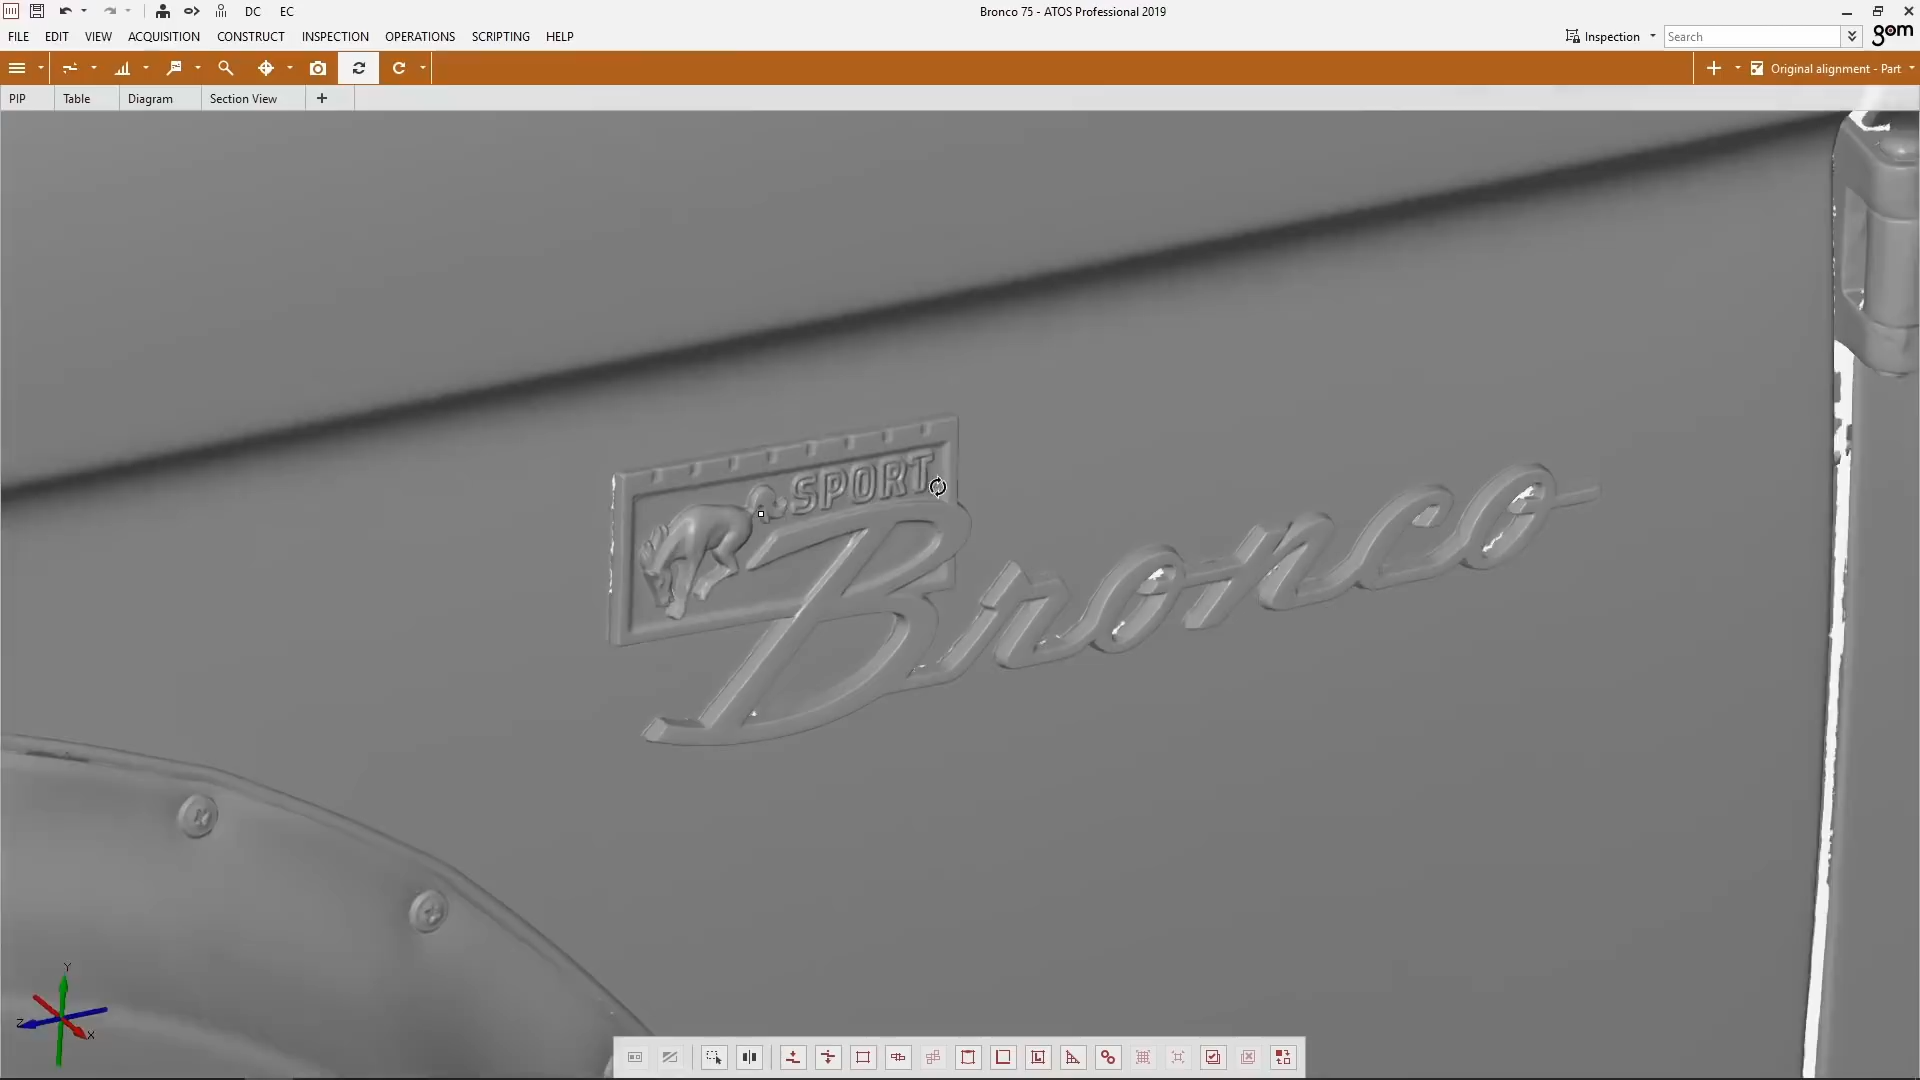 Bronco 75 - ATOS Professional 2019
DC EC
FILE EDIT VIEW ACQUISITION CONSTRUCT INSPECTION OPERATIONS SCRIPTING HELP
Inspection
Search
gom
Original alignment - Part
PIP Table Diagram Section View
SPORT
Bronco
Y
Z
X